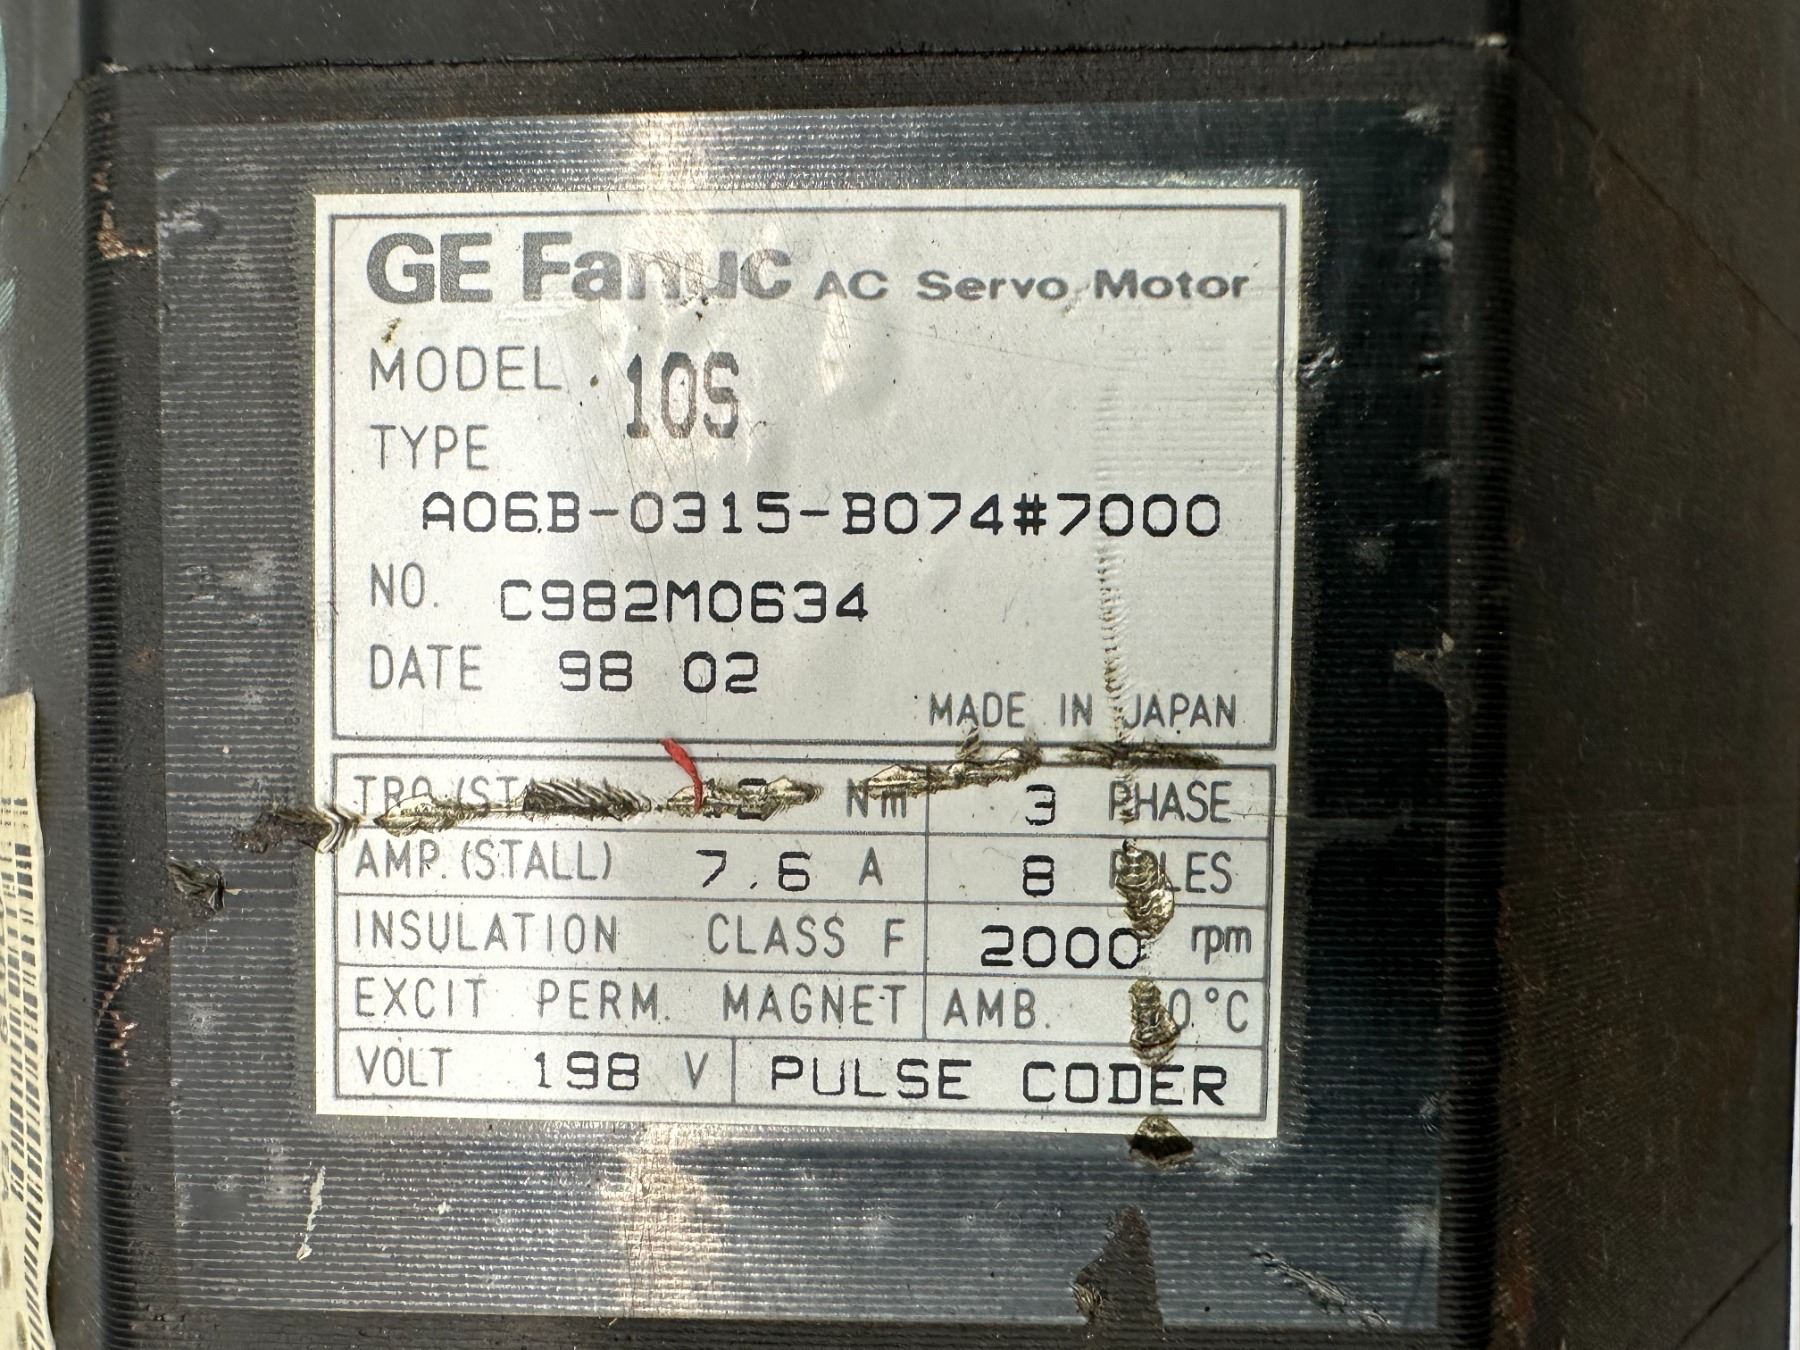 GE Fanuc AC Servo Motor
MODEL 10S
TYPE
A06B-0315-B074#7000
NO. C982M0634
DATE 98 02
MADE IN JAPAN
Nm 3 PHASE
AMP. (STALL) 7.6 A 8 POLES
INSULATION CLASS F 2000 rpm
EXCIT PERM. MAGNET AMB. °C
VOLT 198 V PULSE CODER